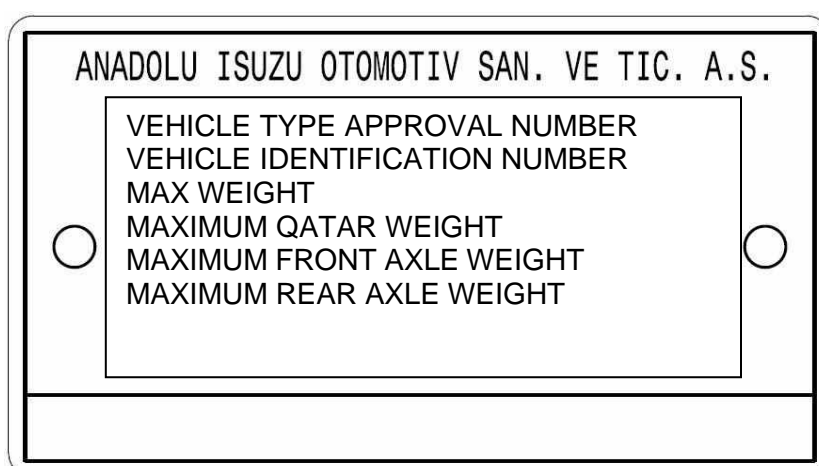 ANADOLU ISUZU OTOMOTIV SAN. VE TIC. A.S.
VEHICLE TYPE APPROVAL NUMBER
VEHICLE IDENTIFICATION NUMBER
MAX WEIGHT
MAXIMUM QATAR WEIGHT
MAXIMUM FRONT AXLE WEIGHT
MAXIMUM REAR AXLE WEIGHT